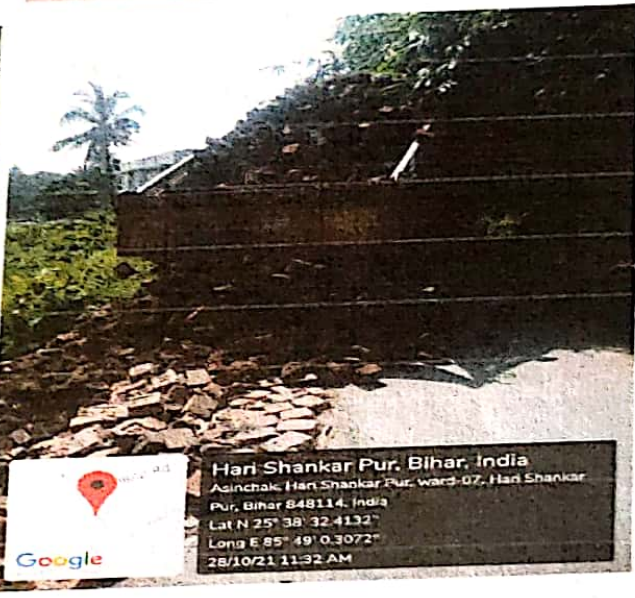 Hari Shankar Pur, Bihar, India
Asinchak, Hari Shankar Pur, ward-07, Hari Shankar
Pur, Bihar 848114, India
Lat N 25° 38' 32.4132"
Long E 85° 49' 0.3072"
28/10/21 11:32 AM
Google